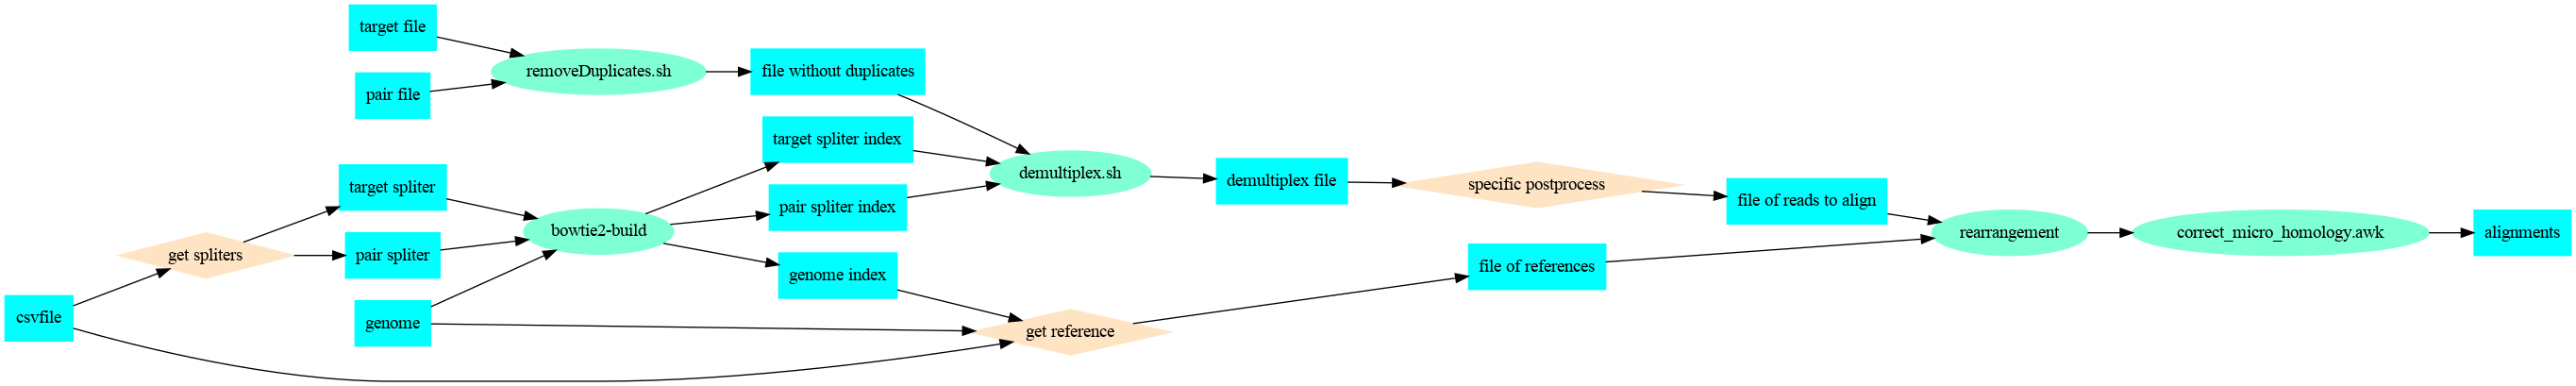 target file
pair file
removeDuplicates.sh
file without duplicates
target spliter index
target spliter
pair spliter index
pair spliter
bowtie2-build
get spliters
csvfile
genome
genome index
demultiplex.sh
get reference
demultiplex file
specific postprocess
file of references
file of reads to align
rearrangement
correct_micro_homology.awk
alignments